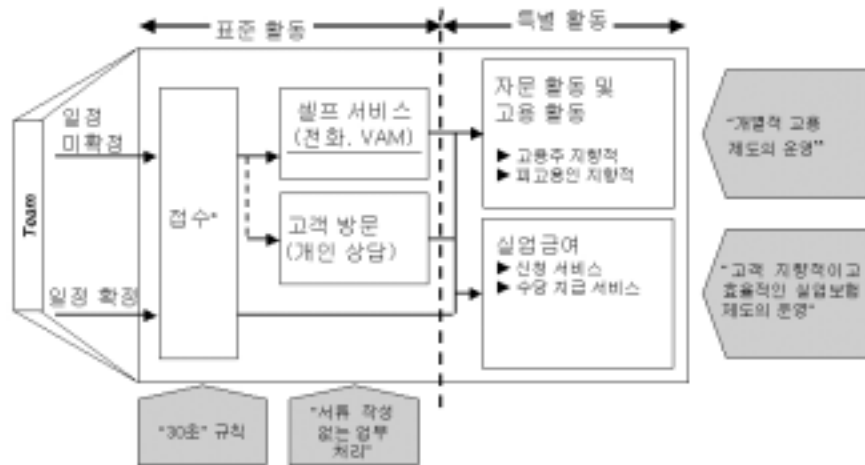 표준 활동
특별 활동
Team
일정
미확정
일정 확정
접수*
셀프 서비스
(전화. VAM)
고객 방문
(개인 상담)
자문 활동 및
고용 활동
▶ 고용주 지향적
▶ 피고용인 지향적
실업급여
▶ 신청 서비스
▶ 수당 지급 서비스
"개별적 고용
제도의 운영"
"고객 지향적이고
효율적인 실업보험
제도의 운영"
"30초" 규칙
"서류 작성
없는 업무
처리"